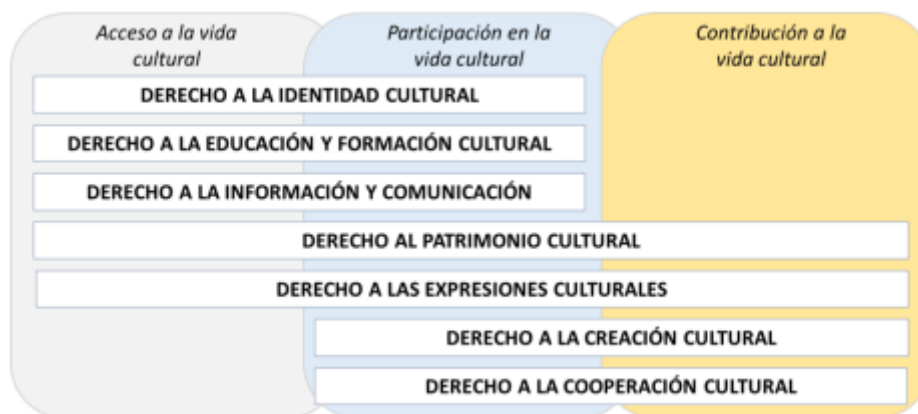 Acceso a la vida
cultural
Participación en la
vida cultural
Contribución a la
vida cultural
DERECHO A LA IDENTIDAD CULTURAL
DERECHO A LA EDUCACIÓN Y FORMACIÓN CULTURAL
DERECHO A LA INFORMACIÓN Y COMUNICACIÓN
DERECHO AL PATRIMONIO CULTURAL
DERECHO A LAS EXPRESIONES CULTURALES
DERECHO A LA CREACIÓN CULTURAL
DERECHO A LA COOPERACIÓN CULTURAL